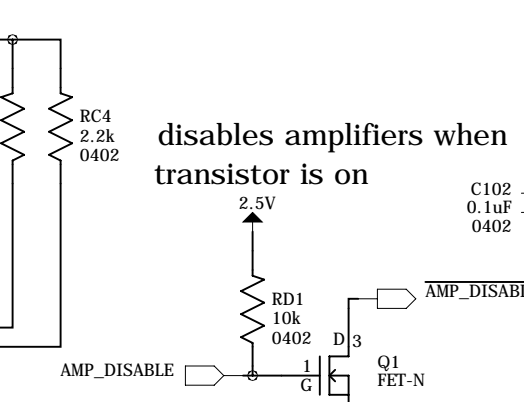 RC4
2.2k
0402
disables amplifiers when
transistor is on
2.5V
C102
0.1uF
0402
RD1
10k
0402
D 3
AMP_DISABLE
1
G
Q1
FET-N